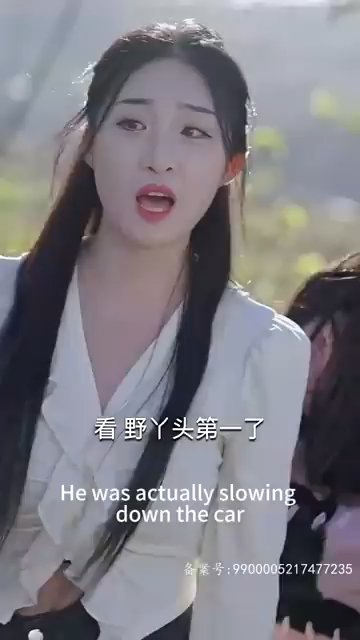 看 野丫头第一了
He was actually slowing
down the car
备案号:9900005217477235